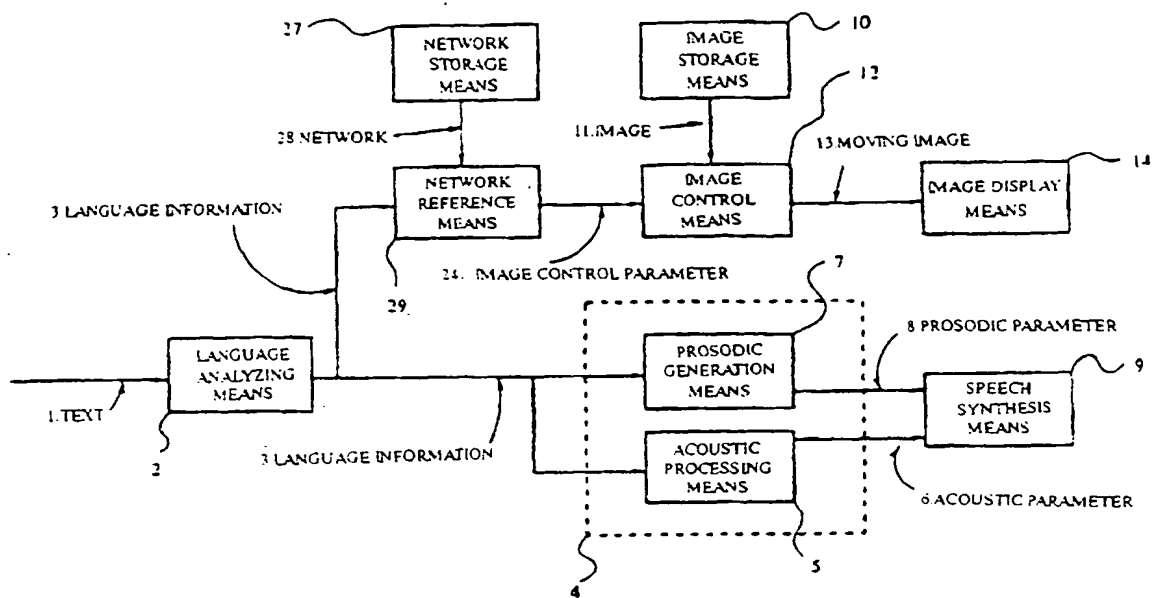 27
NETWORK
STORAGE
MEANS
10
IMAGE
STORAGE
MEANS
12
28.NETWORK
11.IMAGE
13.MOVING IMAGE
14
NETWORK
REFERENCE
MEANS
IMAGE
CONTROL
MEANS
IMAGE DISPLAY
MEANS
3 LANGUAGE INFORMATION
29
24. IMAGE CONTROL PARAMETER
7
8 PROSODIC PARAMETER
LANGUAGE
ANALYZING
MEANS
PROSODIC
GENERATION
MEANS
9
SPEECH
SYNTHESIS
MEANS
1.TEXT
2
3 LANGUAGE INFORMATION
ACOUSTIC
PROCESSING
MEANS
6.ACOUSTIC PARAMETER
4
5